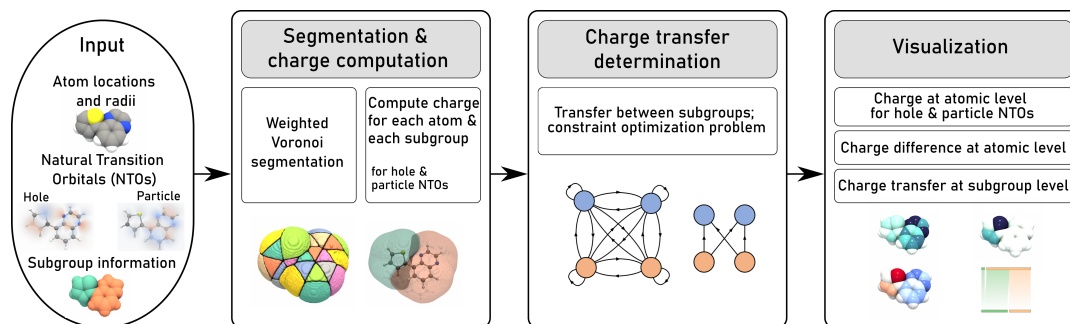 Input
Atom locations
and radii
Natural Transition
Orbitals (NTOs)
Hole
Particle
Subgroup information
Segmentation &
charge computation
Weighted
Voronoi
segmentation
Compute charge
for each atom &
each subgroup
for hole &
particle NTOs
Charge transfer
determination
Transfer between subgroups;
constraint optimization problem
Visualization
Charge at atomic level
for hole & particle NTOs
Charge difference at atomic level
Charge transfer at subgroup level